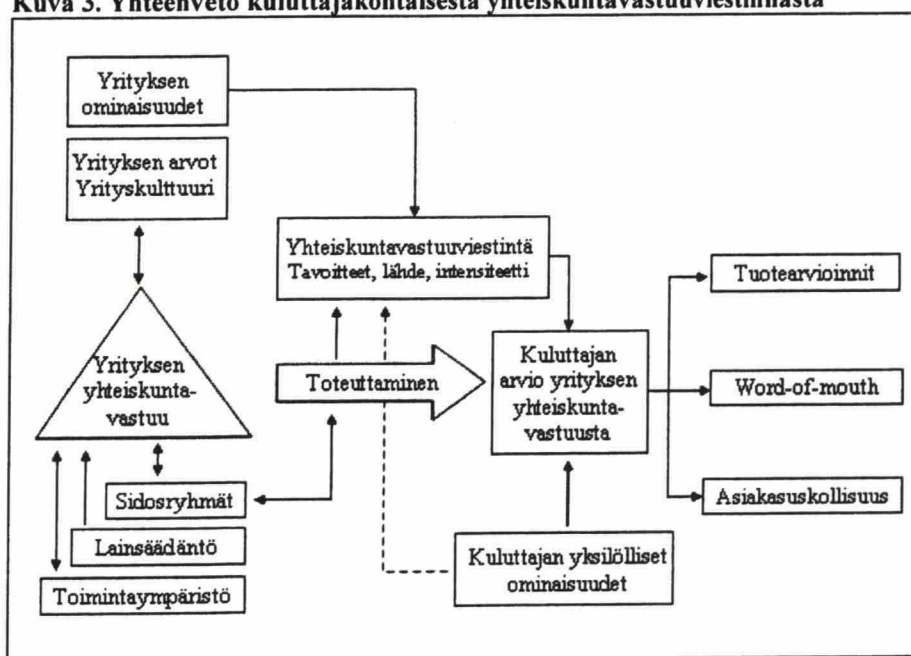 Kuva 3. Yhteenveto kuluttajakohtaisesta yhteiskuntavastuuviestinnästä
Yrityksen
ominaisuudet
Yrityksen arvot
Yrityskulttuuri
Yhteiskuntavastuuviestintä
Tavoitteet, lähde, intensiteetti
Yrityksen
yhteiskunta-
vastuu
Toteuttaminen
Kuluttajan
arvio yrityksen
yhteiskunta-
vastuusta
Tuotearvioinnit
Word-of-mouth
Asiakasuskollisuus
Sidosryhmät
Lainsäädäntö
Toimintaympäristö
Kuluttajan yksilölliset
ominaisuudet